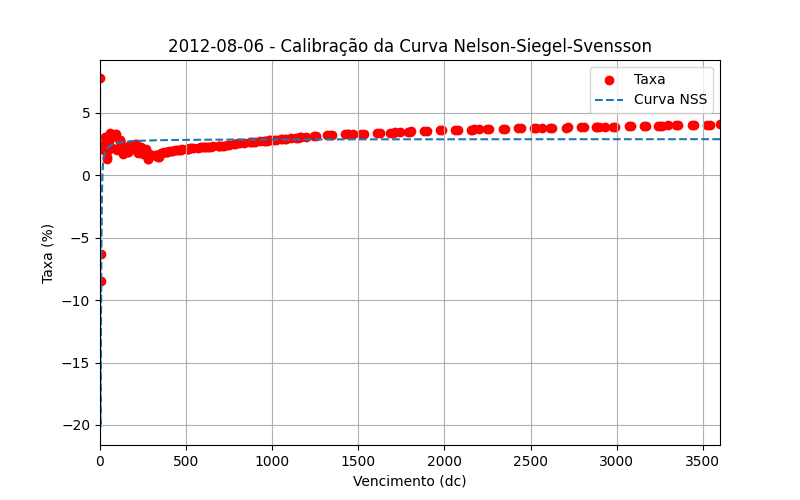 2012-08-06 - Calibração da Curva Nelson-Siegel-Svensson
Taxa
Curva NSS
Taxa (%)
5
0
−5
−10
−15
−20
0 500 1000 1500 2000 2500 3000 3500
Vencimento (dc)